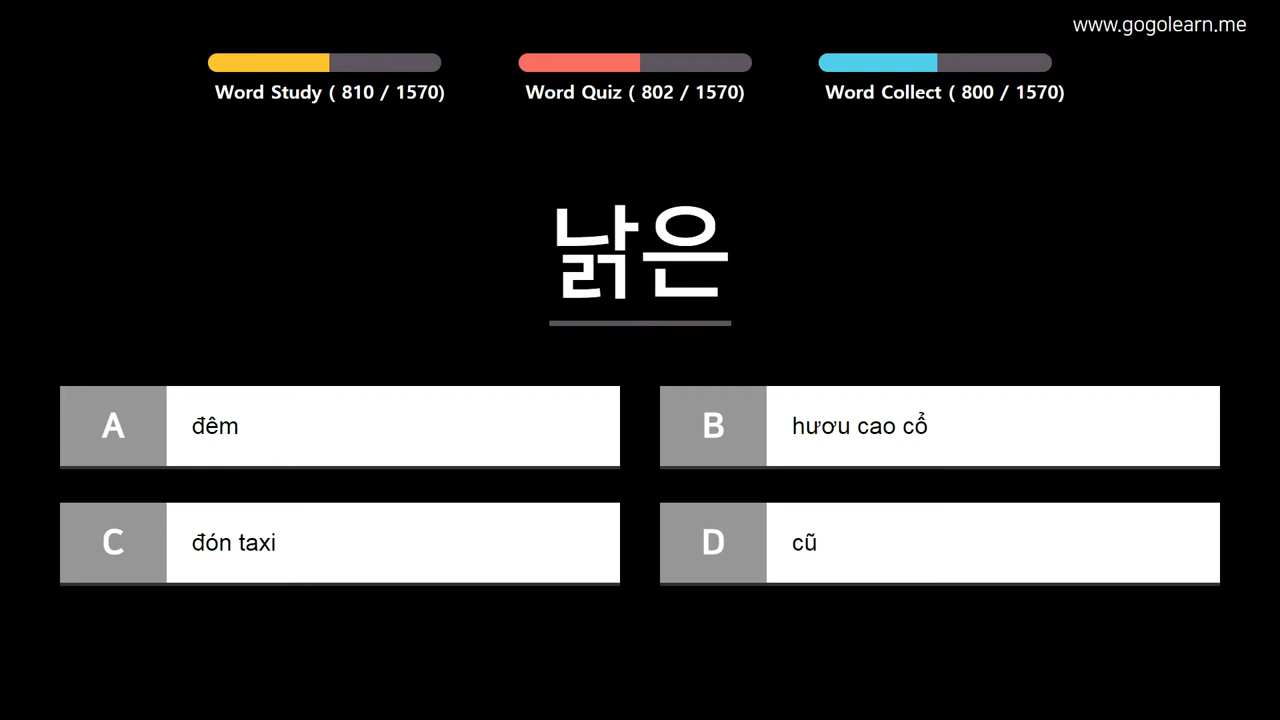 www.gogolearn.me
Word Study ( 810 / 1570)
Word Quiz ( 802 / 1570)
Word Collect ( 800 / 1570)
낡은
A đêm
B hươu cao cổ
C đón taxi
D cũ